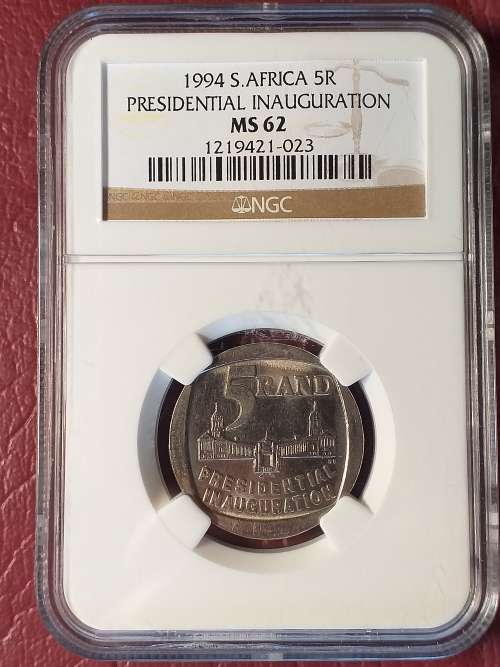 1994 S.AFRICA 5R
PRESIDENTIAL INAUGURATION
MS 62
1219421-023
NGC
5 RAND
PRESIDENTIAL
INAUGURATION